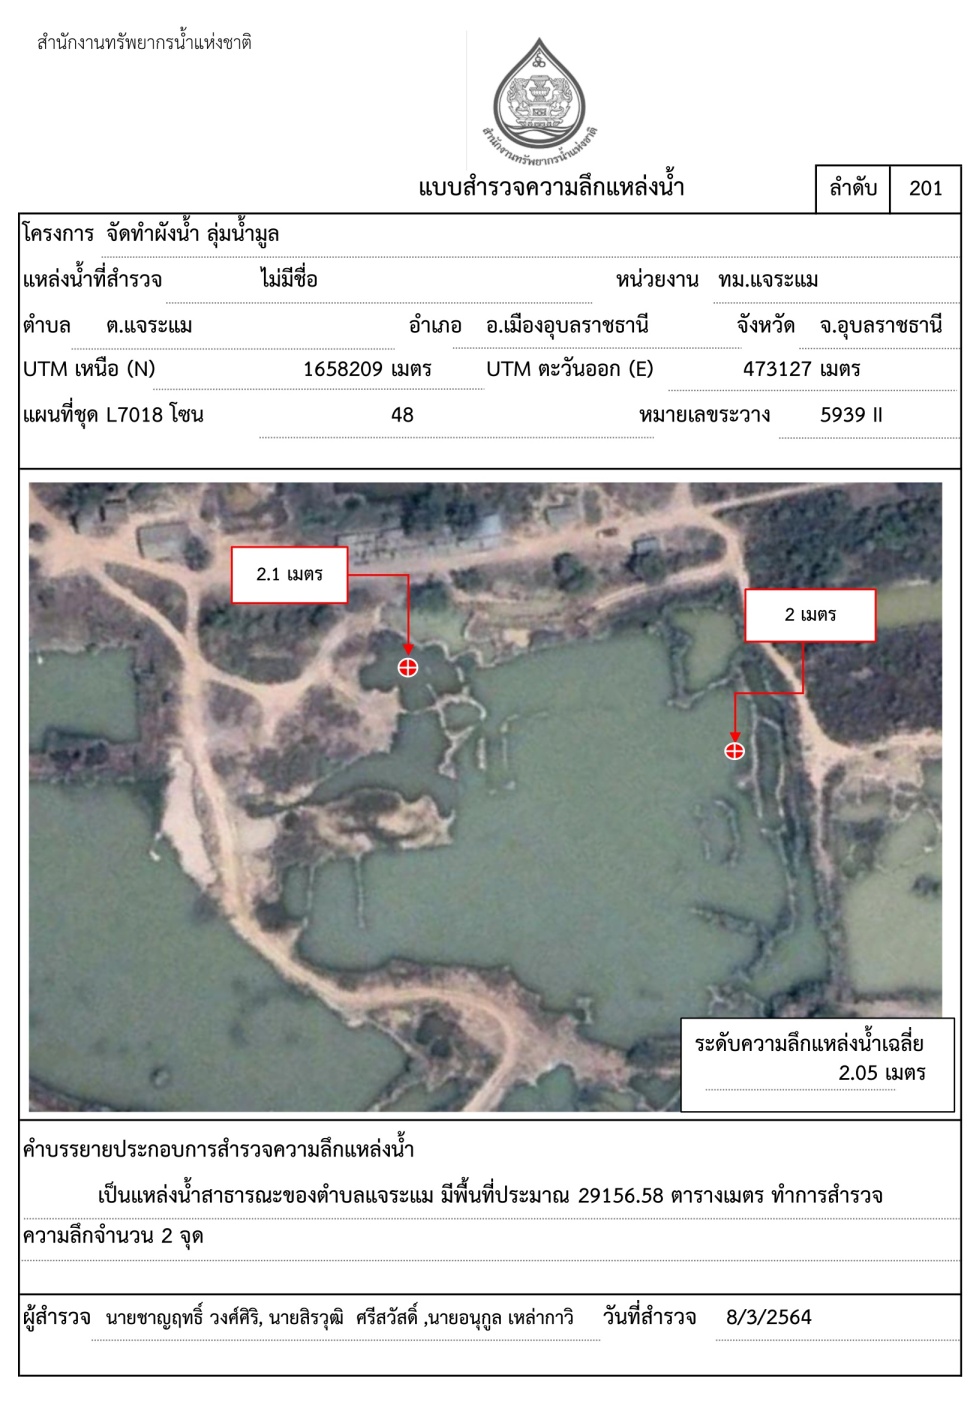 สำนักงานทรัพยากรน้ำแห่งชาติ
สำนักงานทรัพยากรน้ำแห่งชาติ
แบบสำรวจความลึกแหล่งน้ำ
ลำดับ 201
โครงการ จัดทำผังน้ำ ลุ่มน้ำมูล
แหล่งน้ำที่สำรวจ ไม่มีชื่อ หน่วยงาน ทม.แจระแม
ตำบล ต.แจระแม อำเภอ อ.เมืองอุบลราชธานี จังหวัด จ.อุบลราชธานี
UTM เหนือ (N) 1658209 เมตร UTM ตะวันออก (E) 473127 เมตร
แผนที่ชุด L7018 โซน 48 หมายเลขระวาง 5939 II
2.1 เมตร
2 เมตร
ระดับความลึกแหล่งน้ำเฉลี่ย
2.05 เมตร
คำบรรยายประกอบการสำรวจความลึกแหล่งน้ำ
เป็นแหล่งน้ำสาธารณะของตำบลแจระแม มีพื้นที่ประมาณ 29156.58 ตารางเมตร ทำการสำรวจ
ความลึกจำนวน 2 จุด
ผู้สำรวจ นายชาญฤทธิ์ วงศ์ศิริ, นายสิรวุฒิ ศรีสวัสดิ์ ,นายอนุกูล เหล่ากาวิ วันที่สำรวจ 8/3/2564